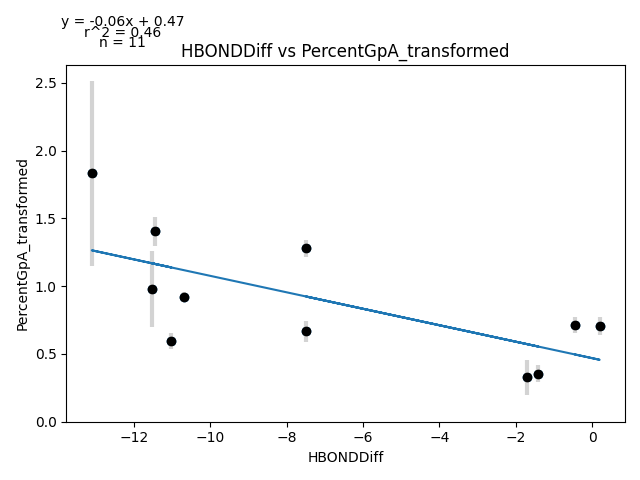 y = -0.06x + 0.47
r^2 = 0.46
n = 11
HBONDDiff vs PercentGpA_transformed
PercentGpA_transformed
2.5
2.0
1.5
1.0
0.5
0.0
−12
−10
−8
−6
−4
−2
0
HBONDDiff